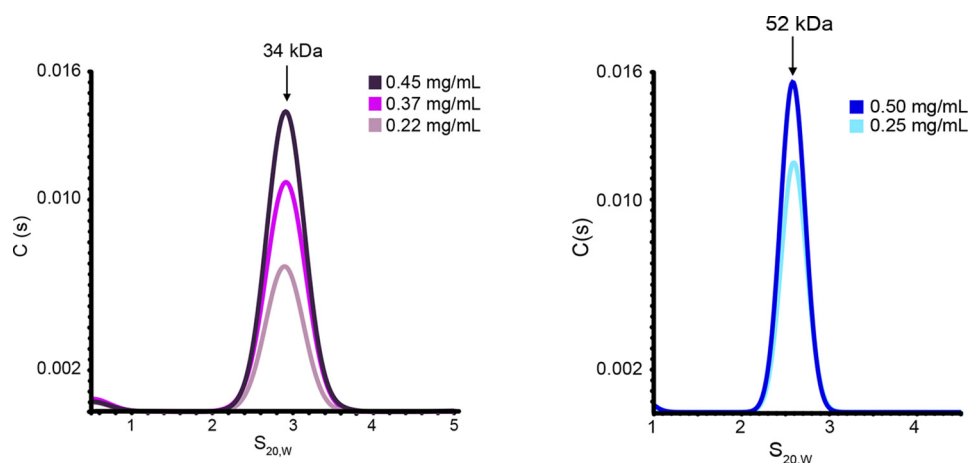 34 kDa
0.016
0.45 mg/mL
0.37 mg/mL
0.22 mg/mL
0.010
C (s)
0.002
1 2 3 4 5
S20,W
52 kDa
0.016
0.50 mg/mL
0.25 mg/mL
0.010
C(s)
0.002
1 2 3 4
S20,W